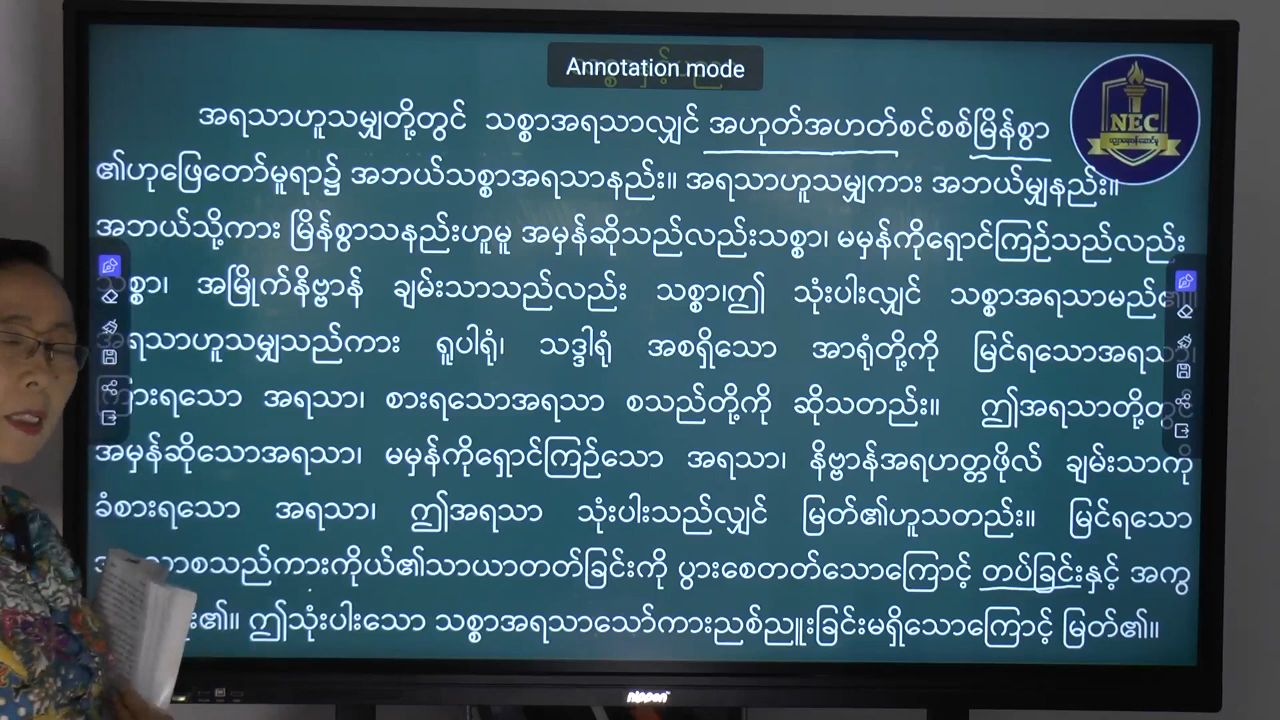 Annotation mode
အရသာဟူသမျှတို့တွင် သစ္စာအရသာလျှင် အဟုတ်အဟတ်စင်စစ်မြိန်စွာ
NEC
၏ဟုဖြေတော်မူရာ၌ အဘယ်သစ္စာအရသာနည်း။ အရသာဟူသမျှကား အဘယ်မျှနည်း။
အဘယ်သို့ကား မြိန်စွာသနည်းဟူမူ အမှန်ဆိုသည်လည်းသစ္စာ၊ မမှန်ကိုရှောင်ကြဉ်သည်လည်း
သစ္စာ၊ အမြိုက်နိဗ္ဗာန် ချမ်းသာသည်လည်း သစ္စာ၊ဤ သုံးပါးလျှင် သစ္စာအရသာမည်၏။
အရသာဟူသမျှသည်ကား ရူပါရုံ၊ သဒ္ဒါရုံ အစရှိသော အာရုံတို့ကို မြင်ရသောအရသာ၊
ကြားရသော အရသာ၊ စားရသောအရသာ စသည်တို့ကို ဆိုသတည်း။ ဤအရသာတို့တွင်
အမှန်ဆိုသောအရသာ၊ မမှန်ကိုရှောင်ကြဉ်သော အရသာ၊ နိဗ္ဗာန်အရဟတ္တဖိုလ် ချမ်းသာကို
ခံစားရသော အရသာ၊ ဤအရသာ သုံးပါးသည်လျှင် မြတ်၏ဟူသတည်း။ မြင်ရသော
အရသာစသည်ကားကိုယ်၏သာယာတတ်ခြင်းကို ပွားစေတတ်သောကြောင့် တပ်ခြင်းနှင့် အကွ
၏။ ဤသုံးပါးသော သစ္စာအရသာသော်ကားညစ်ညူးခြင်းမရှိသောကြောင့် မြတ်၏။
nippon